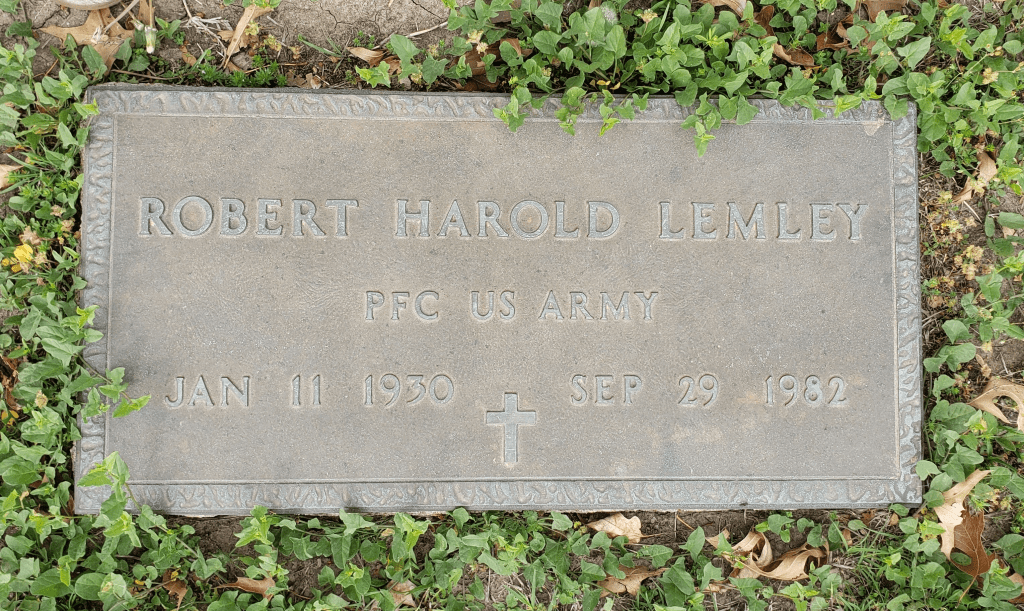 ROBERT HAROLD LEMLEY
PFC US ARMY
JAN 11 1930 SEP 29 1982